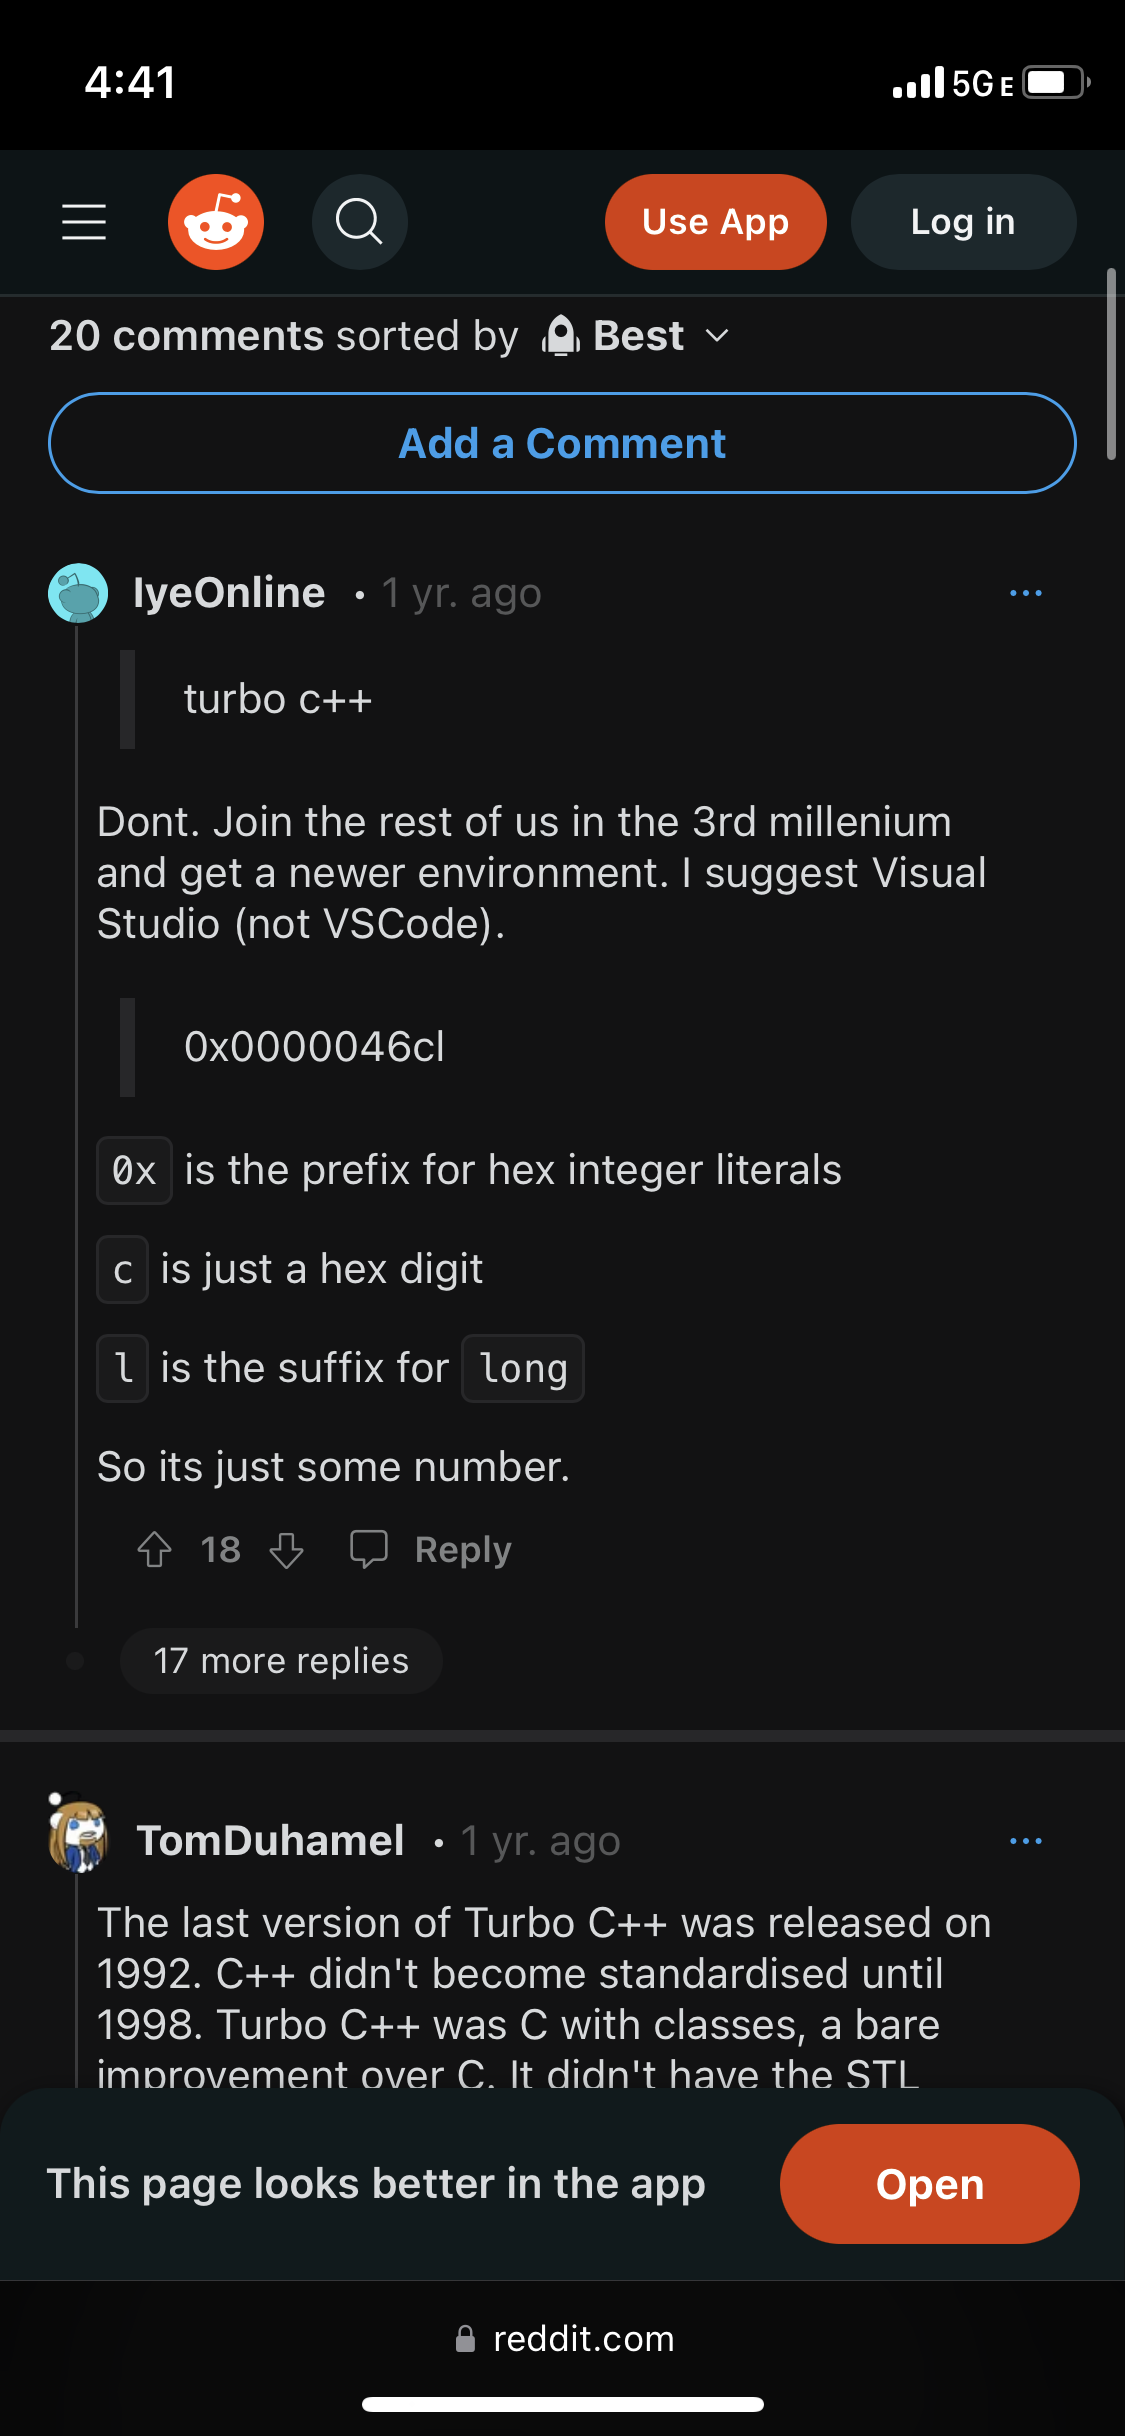 4:41
5G E
Use App
Log in
20 comments sorted by Best
Add a Comment
IyeOnline • 1 yr. ago
...
turbo c++
Dont. Join the rest of us in the 3rd millenium
and get a newer environment. I suggest Visual
Studio (not VSCode).
0x0000046cl
0x is the prefix for hex integer literals
c is just a hex digit
l is the suffix for long
So its just some number.
18 Reply
17 more replies
TomDuhamel • 1 yr. ago
...
The last version of Turbo C++ was released on
1992. C++ didn't become standardised until
1998. Turbo C++ was C with classes, a bare
improvement over C. It didn't have the STL
This page looks better in the app
Open
reddit.com